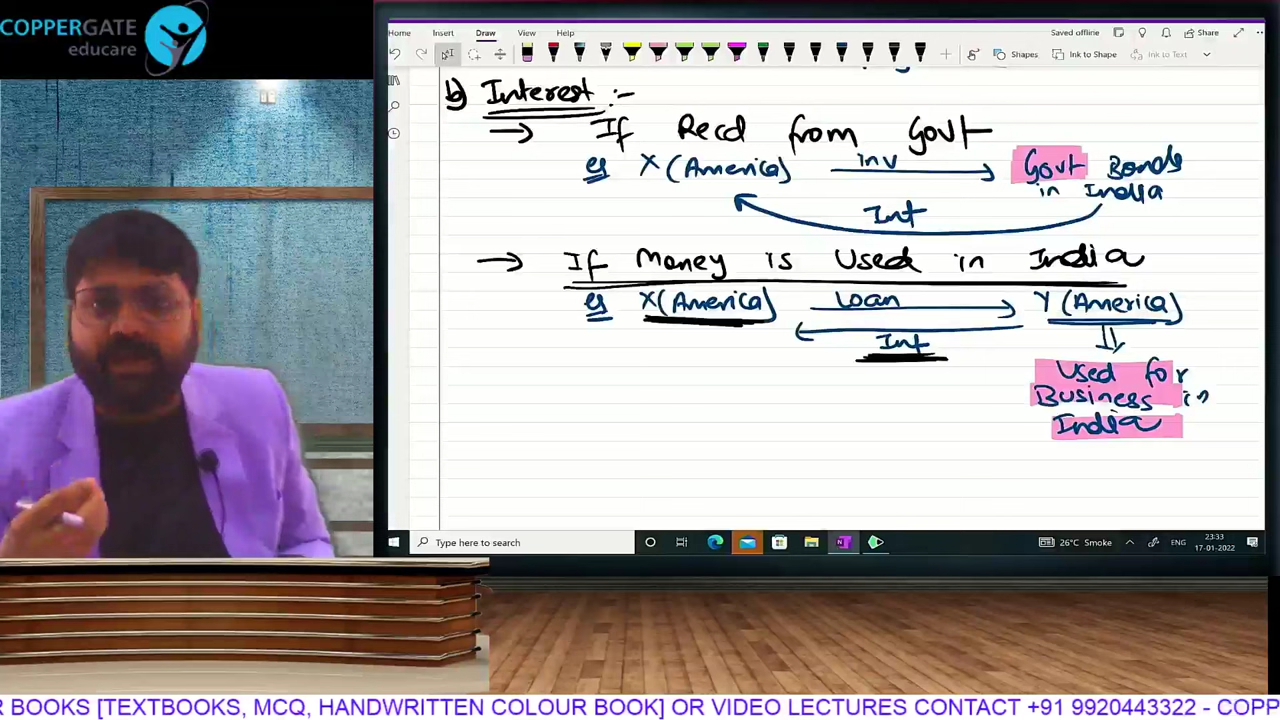 COPPERGATE
educare
Home Insert Draw View Help
Saved offline
Share
Shapes
Ink to Shape
Ink to Text
b) Interest :-
→ If Recd from Govt
eg X (America) inv Govt Bonds
in India
Int
→ If Money is Used in India
eg X (America) Loan Y (America)
Int
Used for
Business in
India
Type here to search
26°C Smoke
ENG
23:33
17-01-2022
R BOOKS [TEXTBOOKS, MCQ, HANDWRITTEN COLOUR BOOK] OR VIDEO LECTURES CONTACT +91 9920443322 - COPP